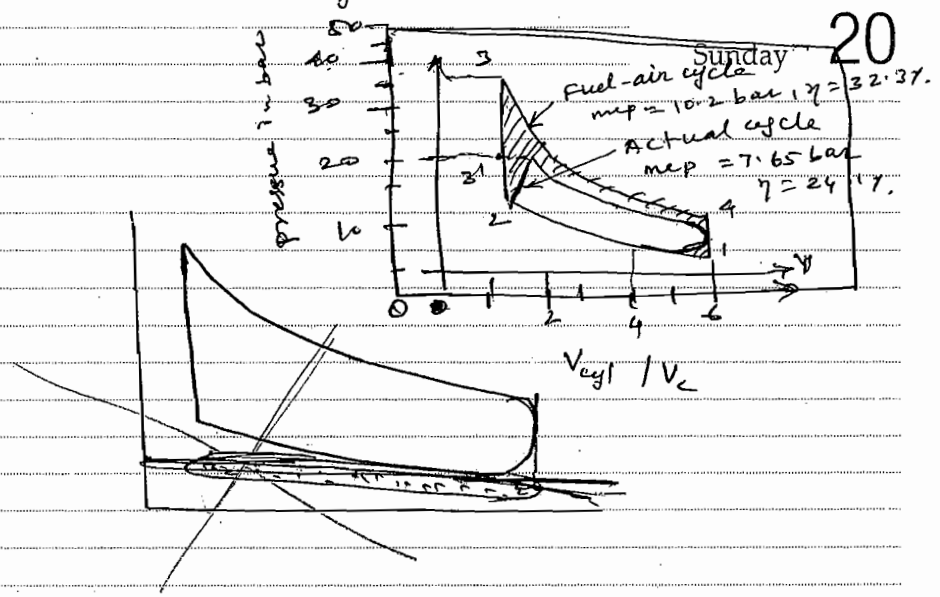 20
Sunday
50
40
30
20
10
pressure in bar
3
Fuel-air cycle
mep = 10.2 bar, η = 32.3%.
Actual cycle
mep = 7.65 bar
η = 24.1%.
3'
2
4
1
V
0
2
4
6
Vcyl / Vc